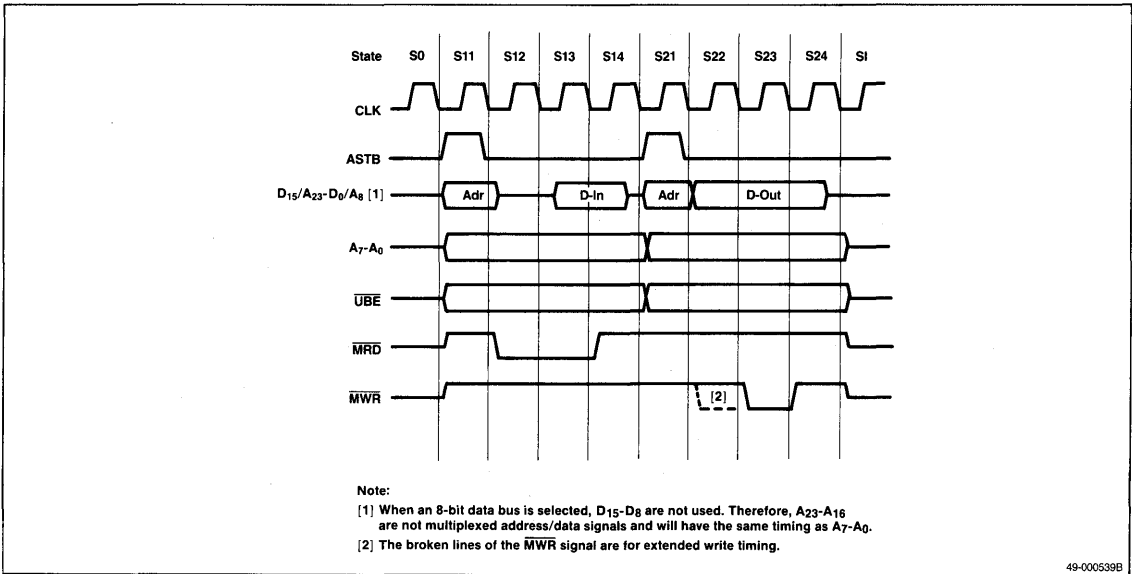 State S0 S11 S12 S13 S14 S21 S22 S23 S24 SI
CLK
ASTB
D15/A23-D0/A8 [1] Adr D-In Adr D-Out
A7-A0
UBE
MRD
MWR [2]
Note:
[1] When an 8-bit data bus is selected, D15-D8 are not used. Therefore, A23-A16
are not multiplexed address/data signals and will have the same timing as A7-A0.
[2] The broken lines of the MWR signal are for extended write timing.
49-000539B